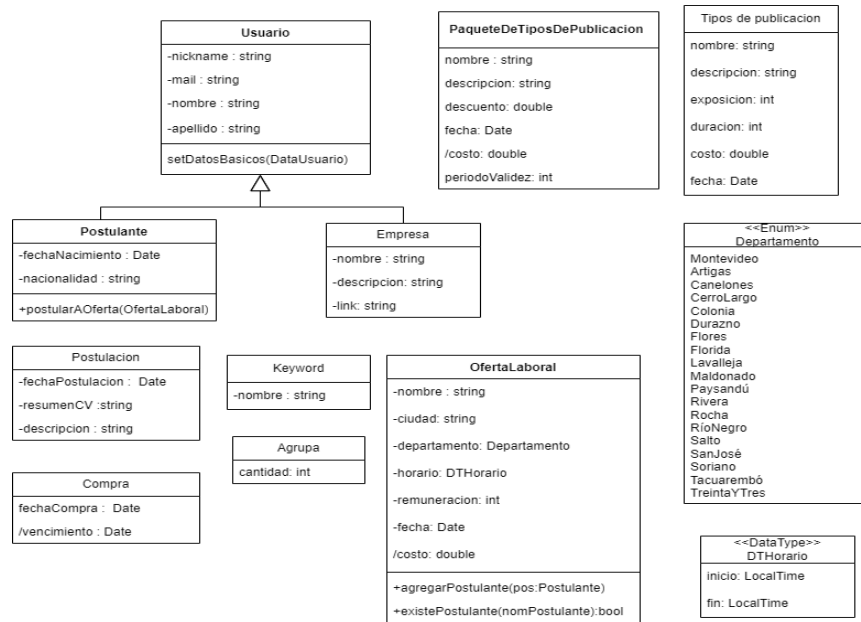 Usuario
-nickname : string
-mail : string
-nombre : string
-apellido : string
setDatosBasicos(DataUsuario)
PaqueteDeTiposDePublicacion
nombre : string
descripcion: string
descuento: double
fecha: Date
/costo: double
periodoValidez: int
Tipos de publicacion
nombre: string
descripcion: string
exposicion: int
duracion: int
costo: double
fecha: Date
Postulante
-fechaNacimiento : Date
-nacionalidad : string
+postularAOferta(OfertaLaboral)
Empresa
-nombre : string
-descripcion: string
-link: string
<<Enum>>
Departamento
Montevideo
Artigas
Canelones
CerroLargo
Colonia
Durazno
Flores
Florida
Lavalleja
Maldonado
Paysandú
Rivera
Rocha
RíoNegro
Salto
SanJosé
Soriano
Tacuarembó
TreintaYTres
Postulacion
-fechaPostulacion : Date
-resumenCV :string
-descripcion : string
Keyword
-nombre : string
Agrupa
cantidad: int
OfertaLaboral
-nombre : string
-ciudad: string
-departamento: Departamento
-horario: DTHorario
-remuneracion: int
-fecha: Date
/costo: double
+agregarPostulante(pos:Postulante)
+existePostulante(nomPostulante):bool
Compra
fechaCompra : Date
/vencimiento : Date
<<DataType>>
DTHorario
inicio: LocalTime
fin: LocalTime